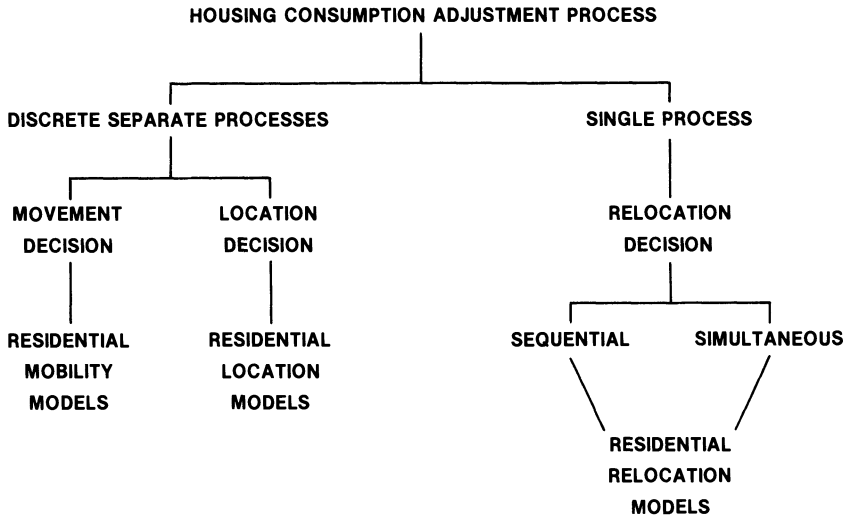 HOUSING CONSUMPTION ADJUSTMENT PROCESS
DISCRETE SEPARATE PROCESSES
SINGLE PROCESS
MOVEMENT
DECISION
LOCATION
DECISION
RELOCATION
DECISION
RESIDENTIAL
MOBILITY
MODELS
RESIDENTIAL
LOCATION
MODELS
SEQUENTIAL
SIMULTANEOUS
RESIDENTIAL
RELOCATION
MODELS